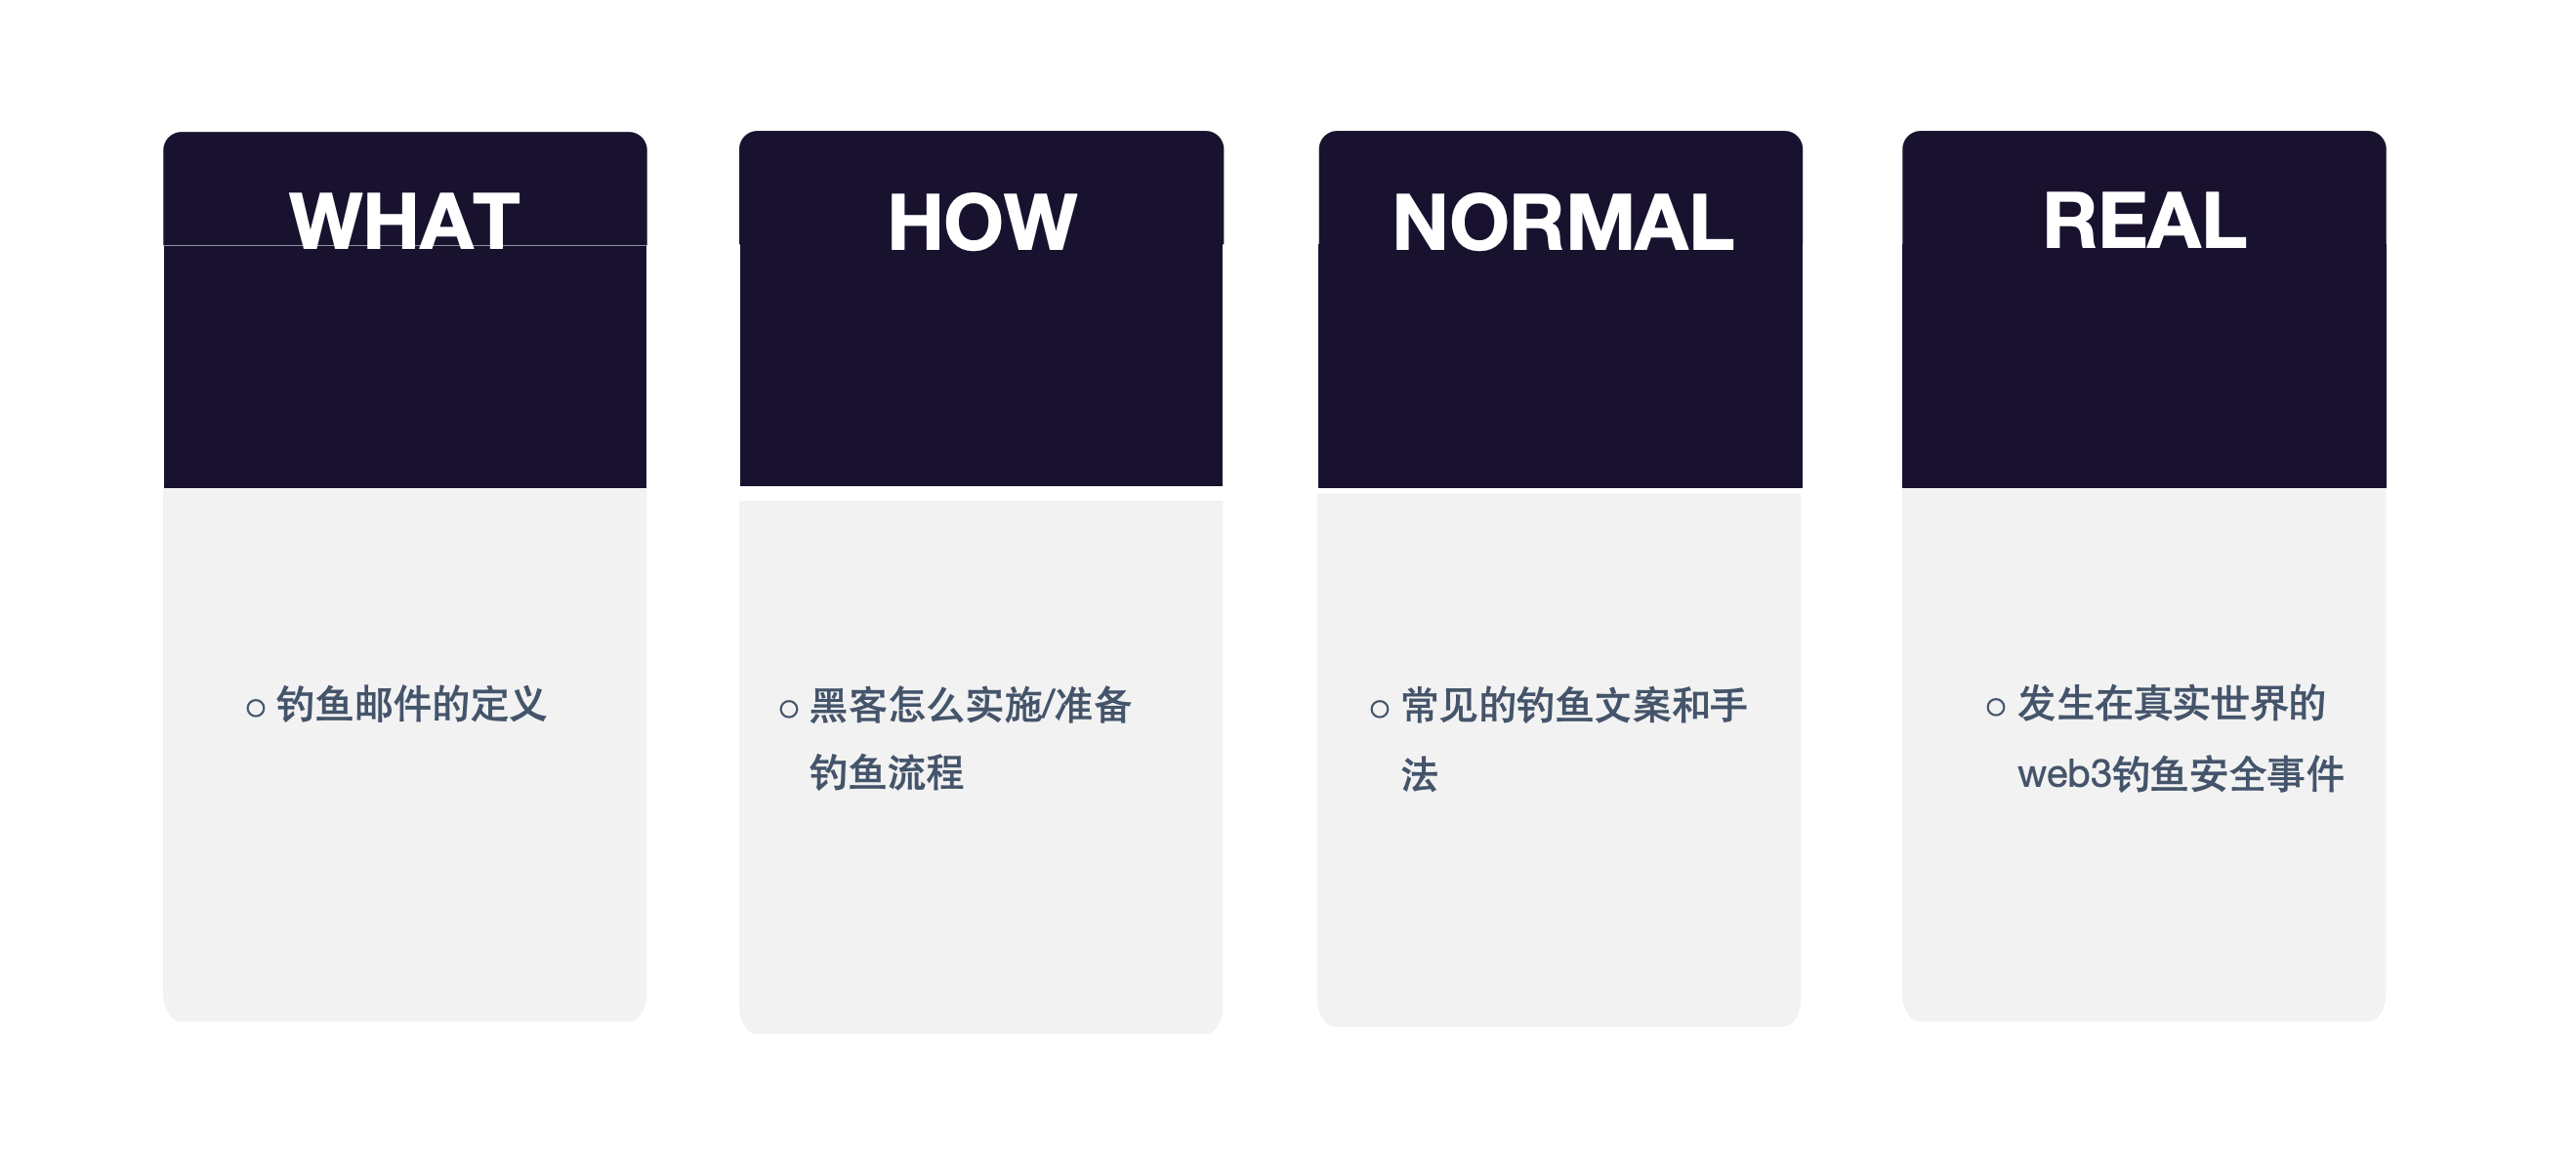 WHAT
○ 钓鱼邮件的定义
HOW
○ 黑客怎么实施/准备
钓鱼流程
NORMAL
○ 常见的钓鱼文案和手
法
REAL
○ 发生在真实世界的
web3钓鱼安全事件